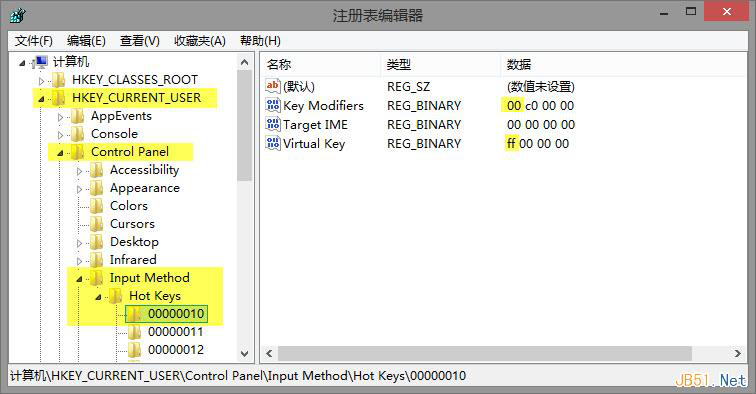 注册表编辑器
文件(F) 编辑(E) 查看(V) 收藏夹(A) 帮助(H)
计算机
HKEY_CLASSES_ROOT
HKEY_CURRENT_USER
AppEvents
Console
Control Panel
Accessibility
Appearance
Colors
Cursors
Desktop
Infrared
Input Method
Hot Keys
00000010
00000011
00000012
名称 类型 数据
ab (默认) REG_SZ (数值未设置)
Key Modifiers REG_BINARY 00 c0 00 00
Target IME REG_BINARY 00 00 00 00
Virtual Key REG_BINARY ff 00 00 00
计算机\HKEY_CURRENT_USER\Control Panel\Input Method\Hot Keys\00000010
JB51.Net